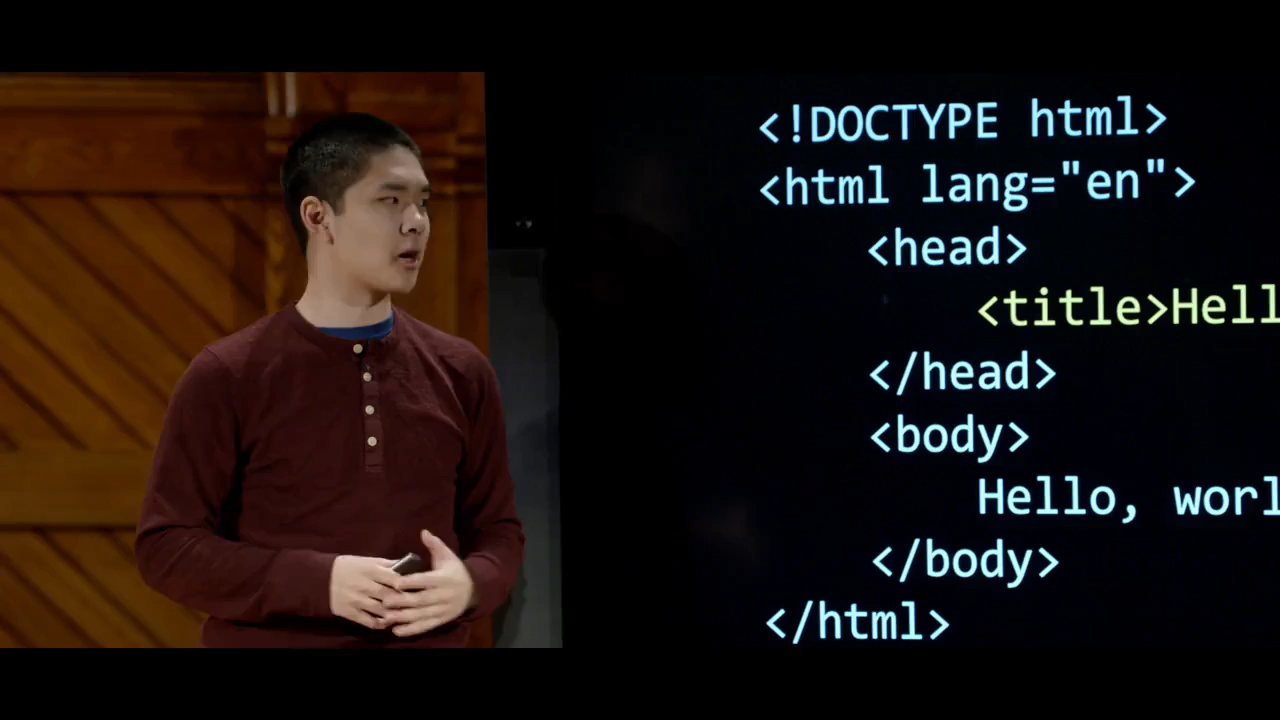 <!DOCTYPE html>
<html lang="en">
<head>
<title>Hell
</head>
<body>
Hello, worl
</body>
</html>